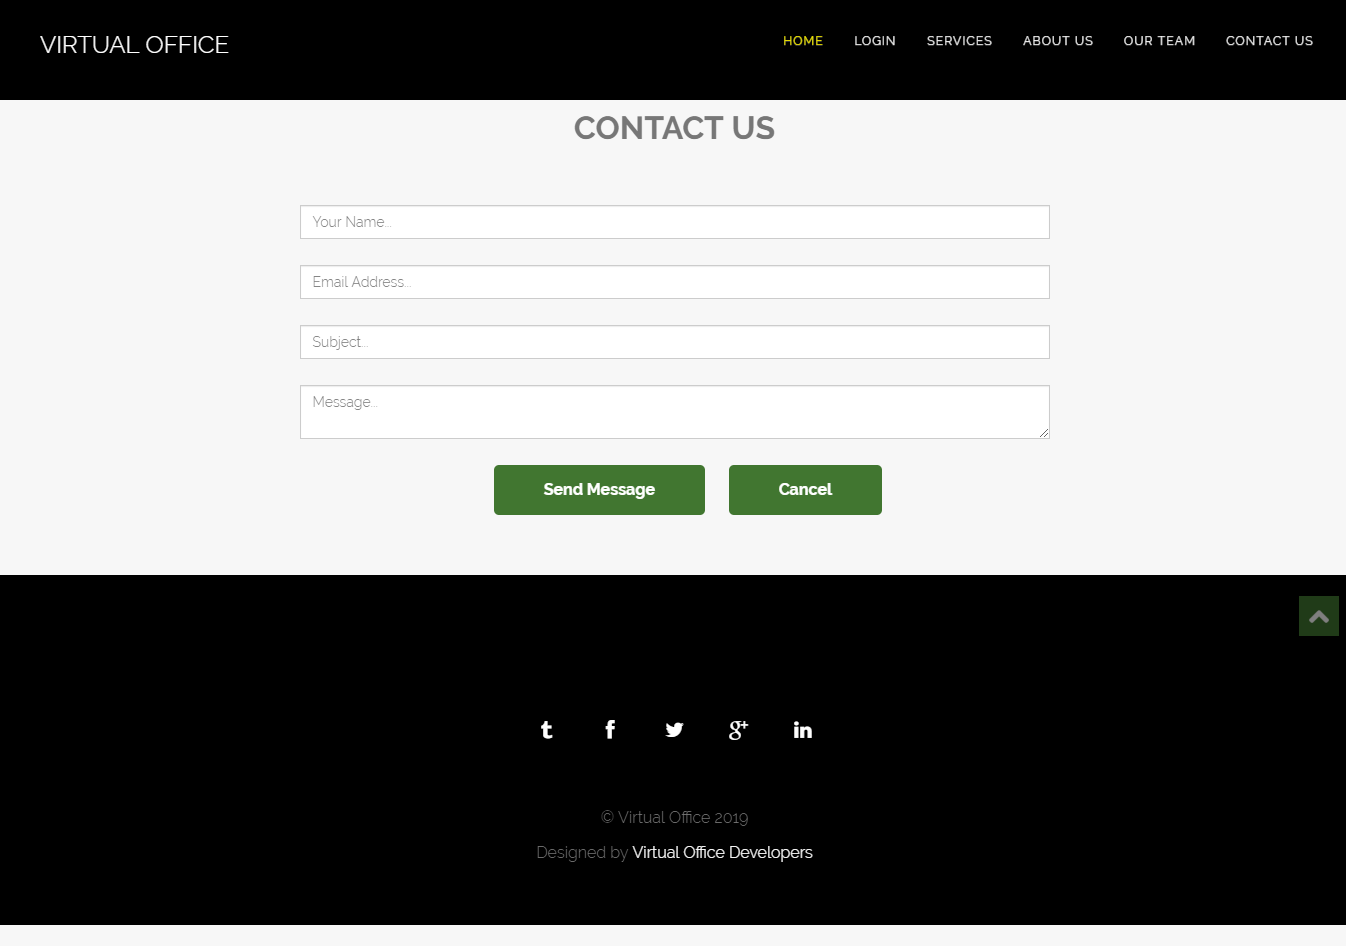 VIRTUAL OFFICE
HOME LOGIN SERVICES ABOUT US OUR TEAM CONTACT US
CONTACT US
Your Name...
Email Address...
Subject...
Message...
Send Message Cancel
© Virtual Office 2019
Designed by Virtual Office Developers